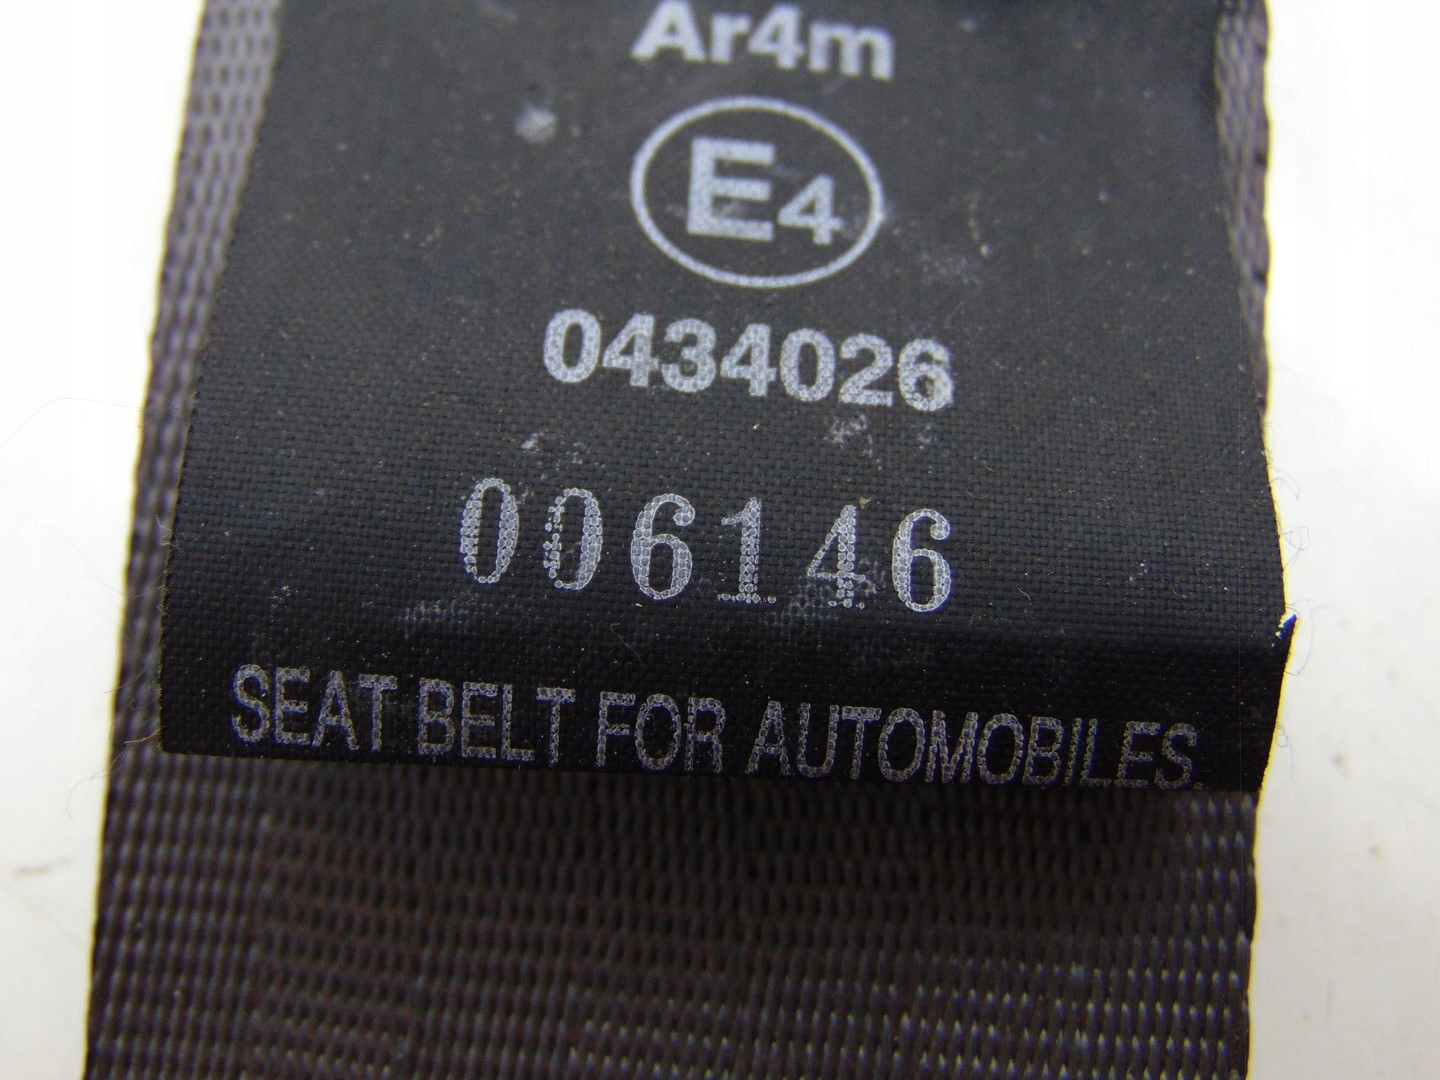 Ar4m
E4
0434026
006146
SEAT BELT FOR AUTOMOBILES.